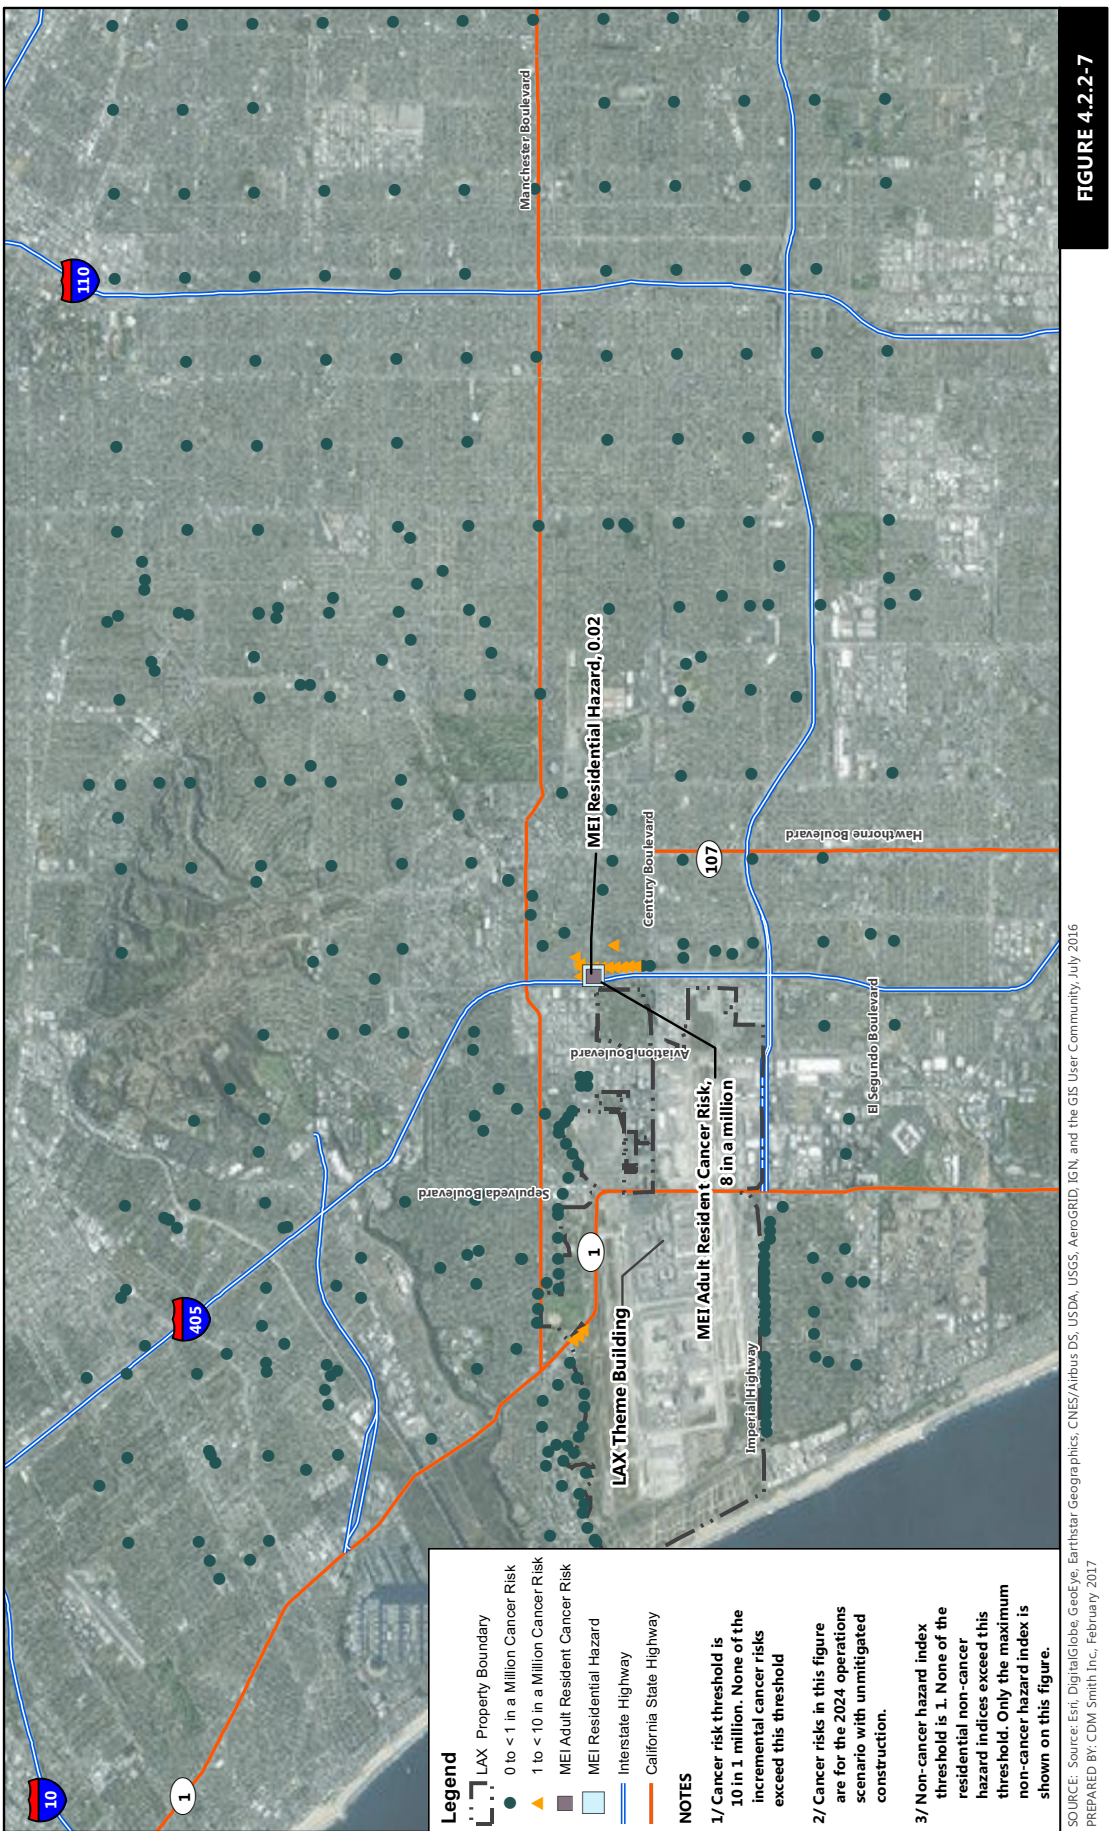 FIGURE 4.2.2-7
10
1
405
110
Manchester Boulevard
Sepulveda Boulevard
1
Aviation Boulevard
MEI Residential Hazard, 0.02
Century Boulevard
107
Hawthorne Boulevard
LAX Theme Building
MEI Adult Resident Cancer Risk,
8 in a million
Imperial Highway
El Segundo Boulevard
Legend
LAX Property Boundary
0 to < 1 in a Million Cancer Risk
1 to < 10 in a Million Cancer Risk
MEI Adult Resident Cancer Risk
MEI Residential Hazard
Interstate Highway
California State Highway
NOTES
1/ Cancer risk threshold is
10 in 1 million. None of the
incremental cancer risks
exceed this threshold
2/ Cancer risks in this figure
are for the 2024 operations
scenario with unmitigated
construction.
3/ Non-cancer hazard index
threshold is 1. None of the
residential non-cancer
hazard indices exceed this
threshold. Only the maximum
non-cancer hazard index is
shown on this figure.
SOURCE: Source: Esri, DigitalGlobe, GeoEye, Earthstar Geographics, CNES/Airbus DS, USDA, USGS, AeroGRID, IGN, and the GIS User Community, July 2016
PREPARED BY: CDM Smith Inc., February 2017